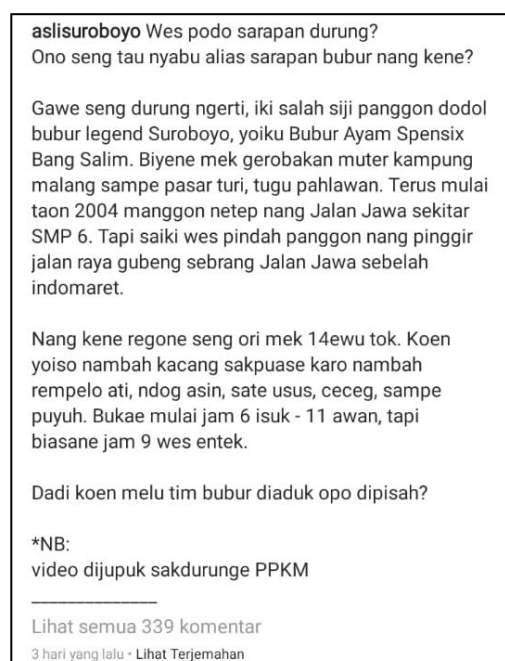 aslisuroboyo Wes podo sarapan durung?
Ono seng tau nyabu alias sarapan bubur nang kene?
Gawe seng durung ngerti, iki salah siji panggon dodol
bubur legend Suroboyo, yoiku Bubur Ayam Spensix
Bang Salim. Biyene mek gerobakan muter kampung
malang sampe pasar turi, tugu pahlawan. Terus mulai
taon 2004 manggon netep nang Jalan Jawa sekitar
SMP 6. Tapi saiki wes pindah panggon nang pinggir
jalan raya gubeng sebrang Jalan Jawa sebelah
indomaret.
Nang kene regone seng ori mek 14ewu tok. Koen
yoiso nambah kacang sakpuase karo nambah
rempelo ati, ndog asin, sate usus, ceceg, sampe
puyuh. Bukae mulai jam 6 isuk - 11 awan, tapi
biasane jam 9 wes entek.
Dadi koen melu tim bubur diaduk opo dipisah?
*NB:
video dijupuk sakdurunge PPKM
______________
Lihat semua 339 komentar
3 hari yang lalu • Lihat Terjemahan